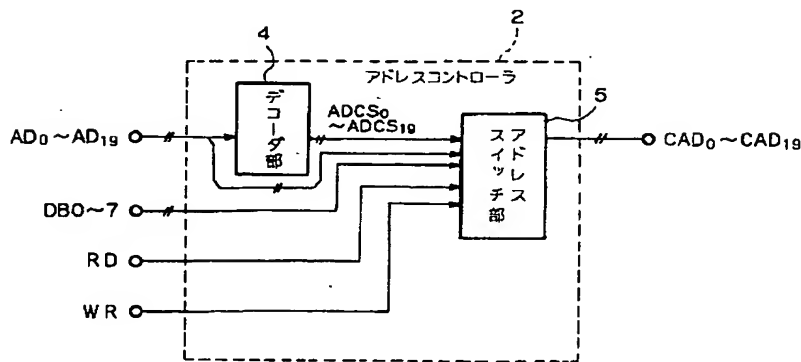 2
アドレスコントローラ
4
デコーダ部
ADCS0
~ADCS19
5
アドレス
スイッチ部
AD0~AD19
CAD0~CAD19
DB0~7
RD
WR